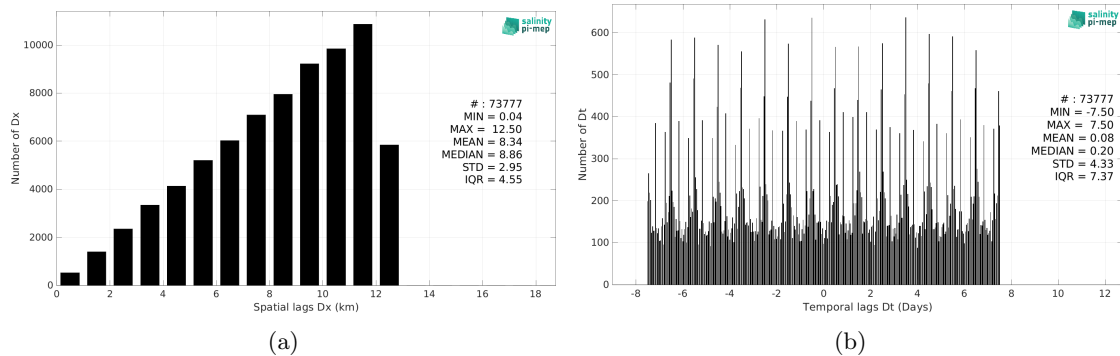 salinity
pi-mep
10000
8000
6000
4000
2000
0
Number of Dx
# : 73777
MIN = 0.04
MAX = 12.50
MEAN = 8.34
MEDIAN = 8.86
STD = 2.95
IQR = 4.55
0 2 4 6 8 10 12 14 16 18
Spatial lags Dx (km)
(a)
salinity
pi-mep
600
500
400
300
200
100
0
Number of Dt
# : 73777
MIN = -7.50
MAX = 7.50
MEAN = 0.08
MEDIAN = 0.20
STD = 4.33
IQR = 7.37
-8 -6 -4 -2 0 2 4 6 8 10 12
Temporal lags Dt (Days)
(b)